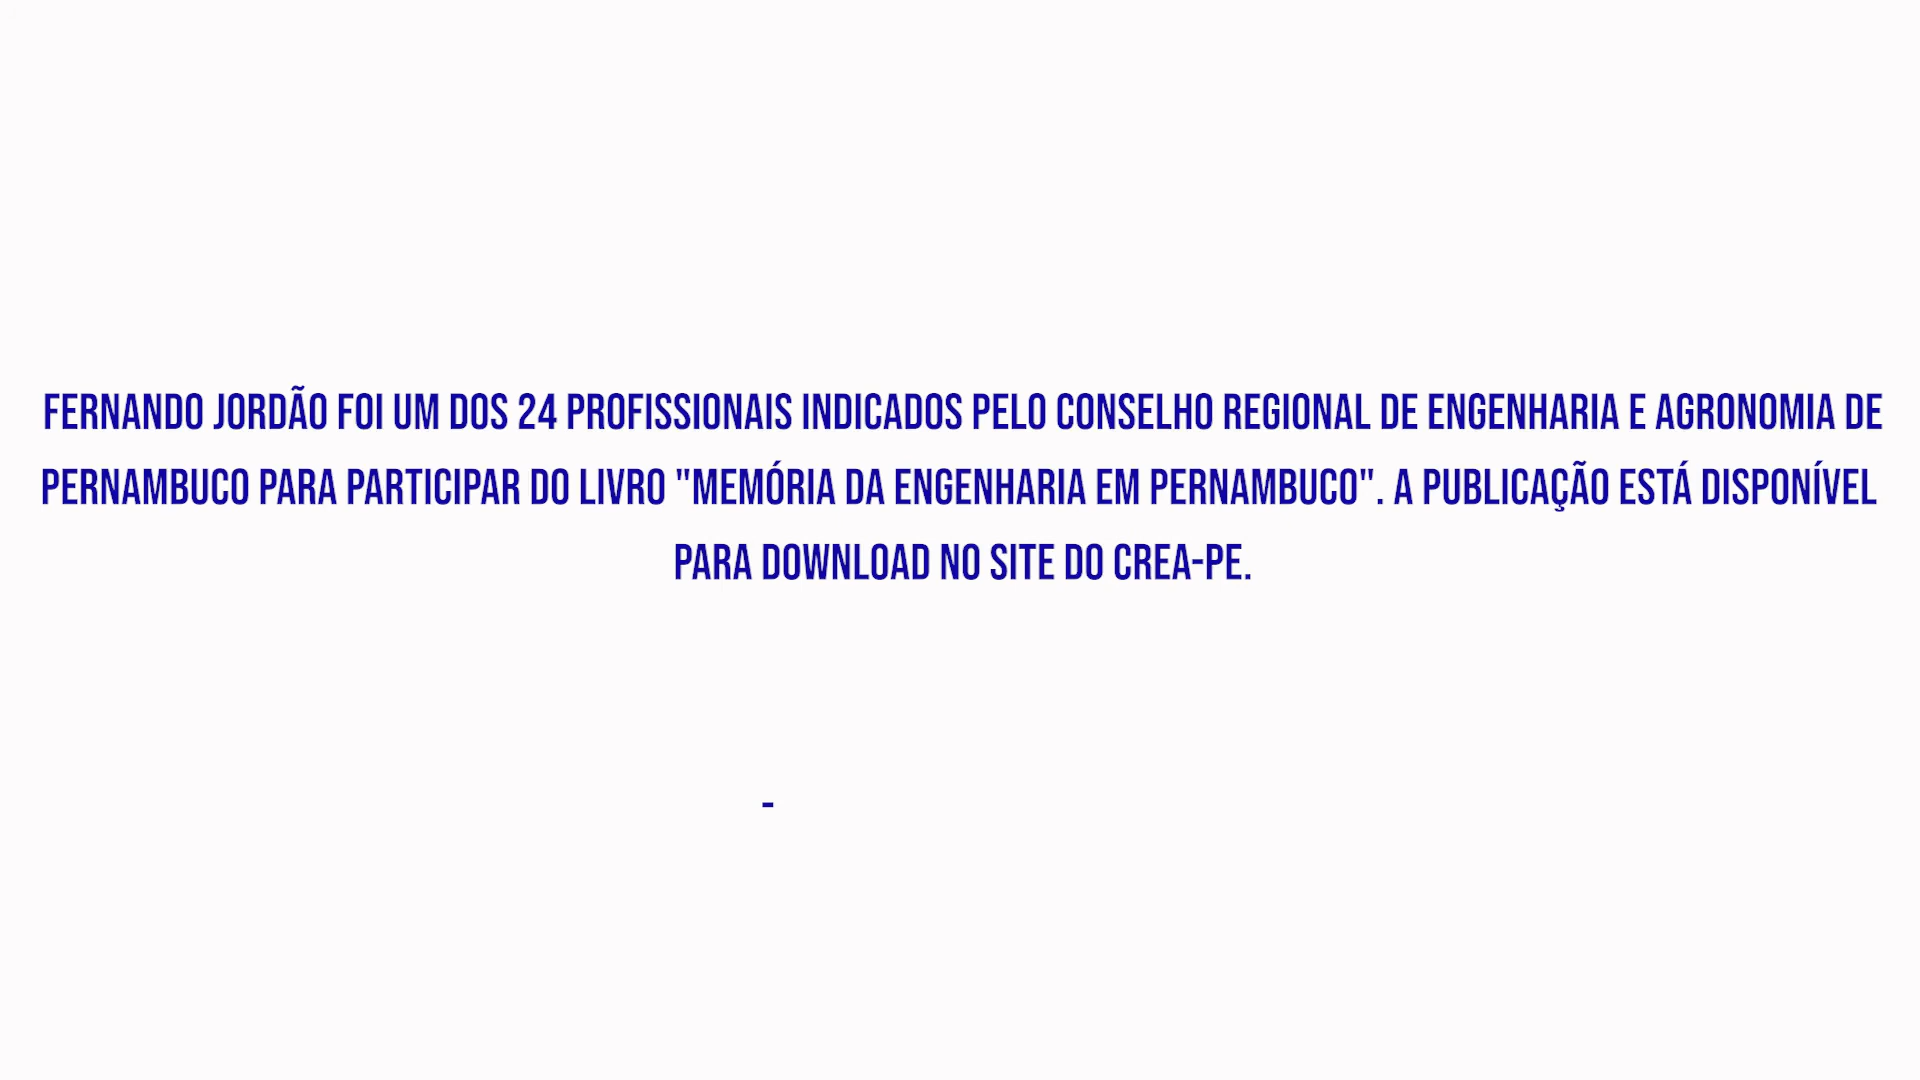 FERNANDO JORDÃO FOI UM DOS 24 PROFISSIONAIS INDICADOS PELO CONSELHO REGIONAL DE ENGENHARIA E AGRONOMIA DE
PERNAMBUCO PARA PARTICIPAR DO LIVRO "MEMÓRIA DA ENGENHARIA EM PERNAMBUCO". A PUBLICAÇÃO ESTÁ DISPONÍVEL
PARA DOWNLOAD NO SITE DO CREA-PE.
-